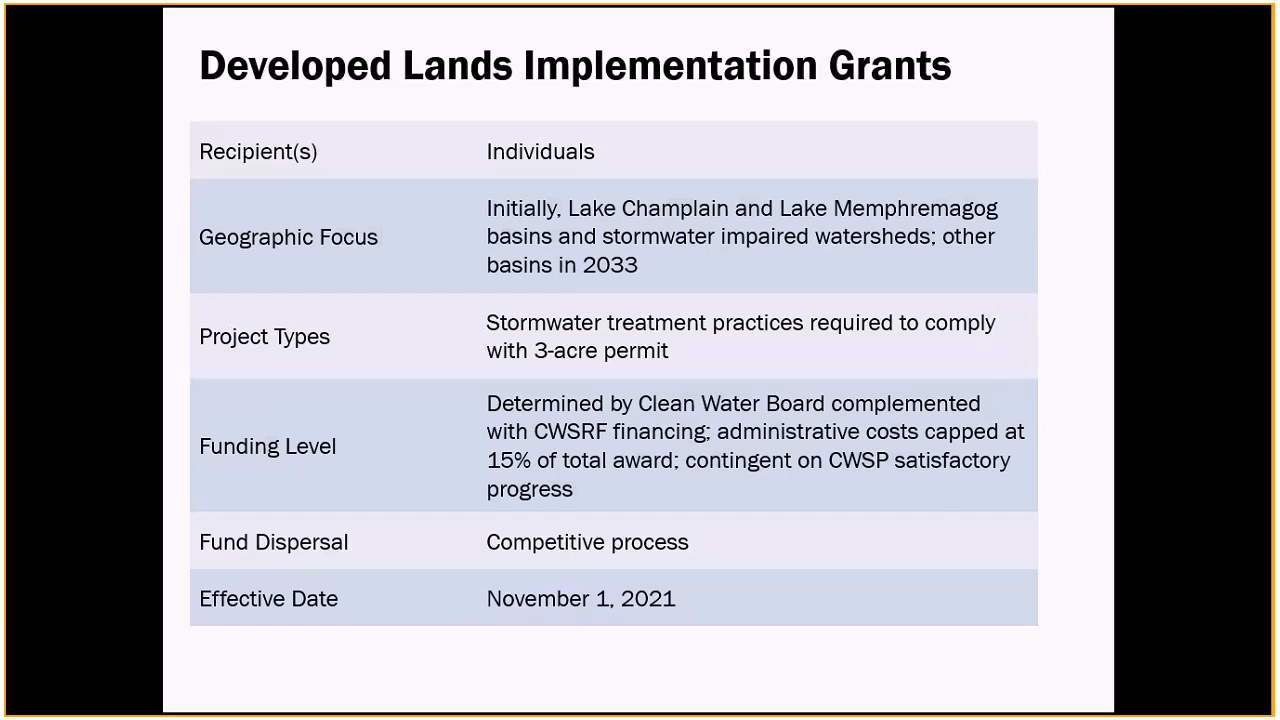 Developed Lands Implementation Grants
Recipient(s)
Individuals
Geographic Focus
Initially, Lake Champlain and Lake Memphremagog
basins and stormwater impaired watersheds; other
basins in 2033
Project Types
Stormwater treatment practices required to comply
with 3-acre permit
Funding Level
Determined by Clean Water Board complemented
with CWSRF financing; administrative costs capped at
15% of total award; contingent on CWSP satisfactory
progress
Fund Dispersal
Competitive process
Effective Date
November 1, 2021